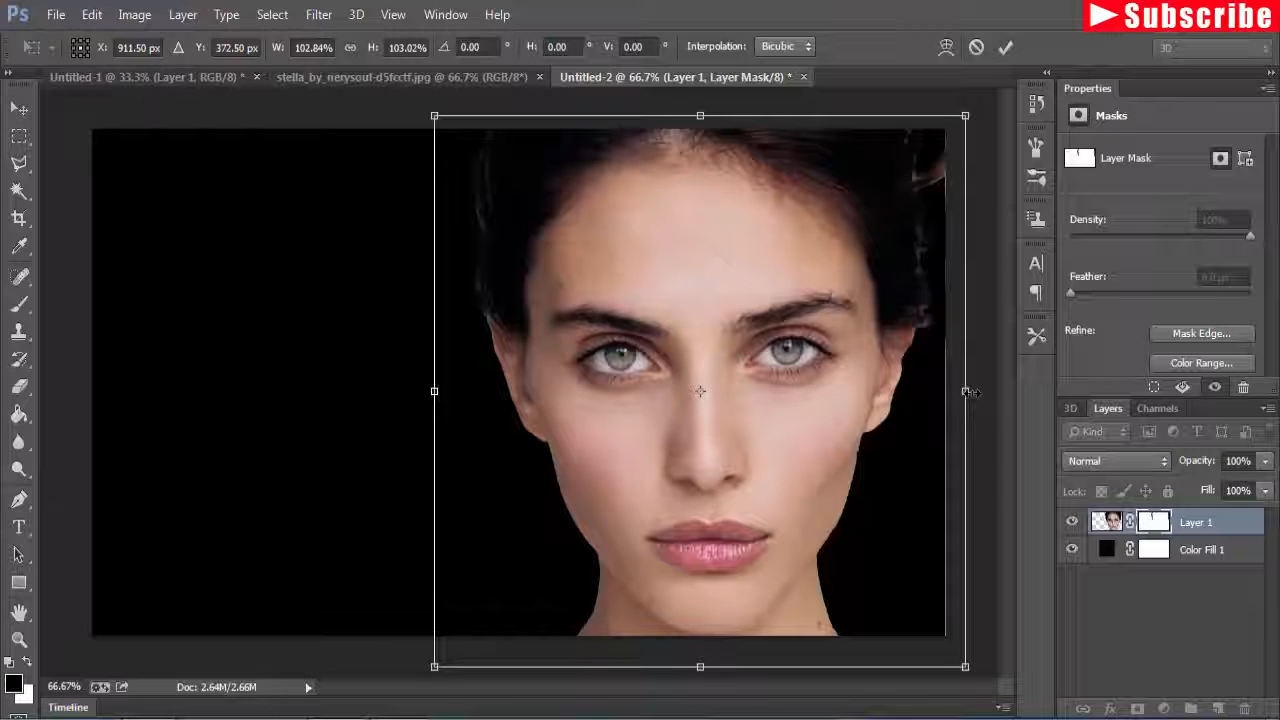 Subscribe
Ps File Edit Image Layer Type Select Filter 3D View Window Help
X: 911.50 px Y: 372.50 px W: 102.84% H: 103.02% 0.00 ° H: 0.00 ° V: 0.00 ° Interpolation: Bicubic 3D
Untitled-1 @ 33.3% (Layer 1, RGB/8) * × stella_by_nerysoul-d5fcctf.jpg @ 66.7% (RGB/8*) × Untitled-2 @ 66.7% (Layer 1, Layer Mask/8) * ×
Properties
Masks
Layer Mask
Density: 100%
Feather: 0.0 px
Refine: Mask Edge...
Color Range...
3D Layers Channels
Kind
Normal Opacity: 100%
Lock: Fill: 100%
Layer 1
Color Fill 1
66.67% Doc: 2.64M/2.66M
Timeline